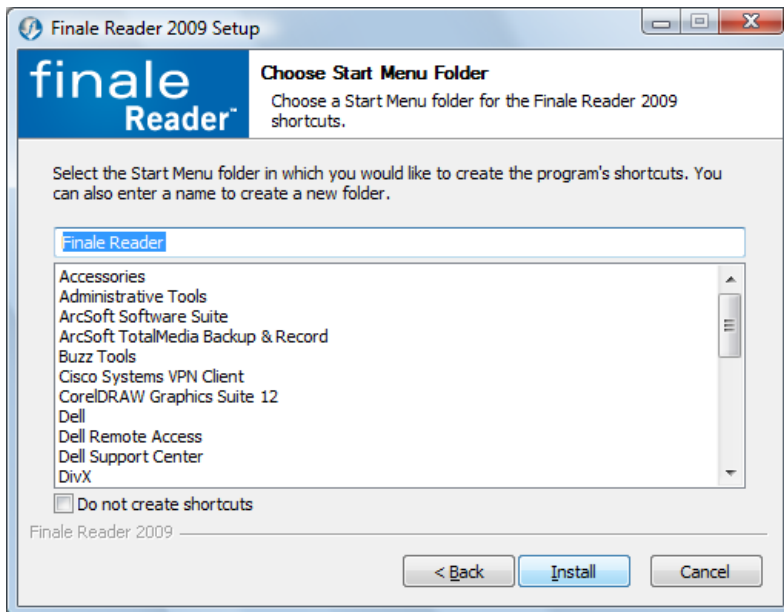 Finale Reader 2009 Setup
finale
Reader™
Choose Start Menu Folder
Choose a Start Menu folder for the Finale Reader 2009
shortcuts.
Select the Start Menu folder in which you would like to create the program's shortcuts. You
can also enter a name to create a new folder.
Finale Reader
Accessories
Administrative Tools
ArcSoft Software Suite
ArcSoft TotalMedia Backup & Record
Buzz Tools
Cisco Systems VPN Client
CorelDRAW Graphics Suite 12
Dell
Dell Remote Access
Dell Support Center
DivX
Do not create shortcuts
Finale Reader 2009
< Back Install Cancel